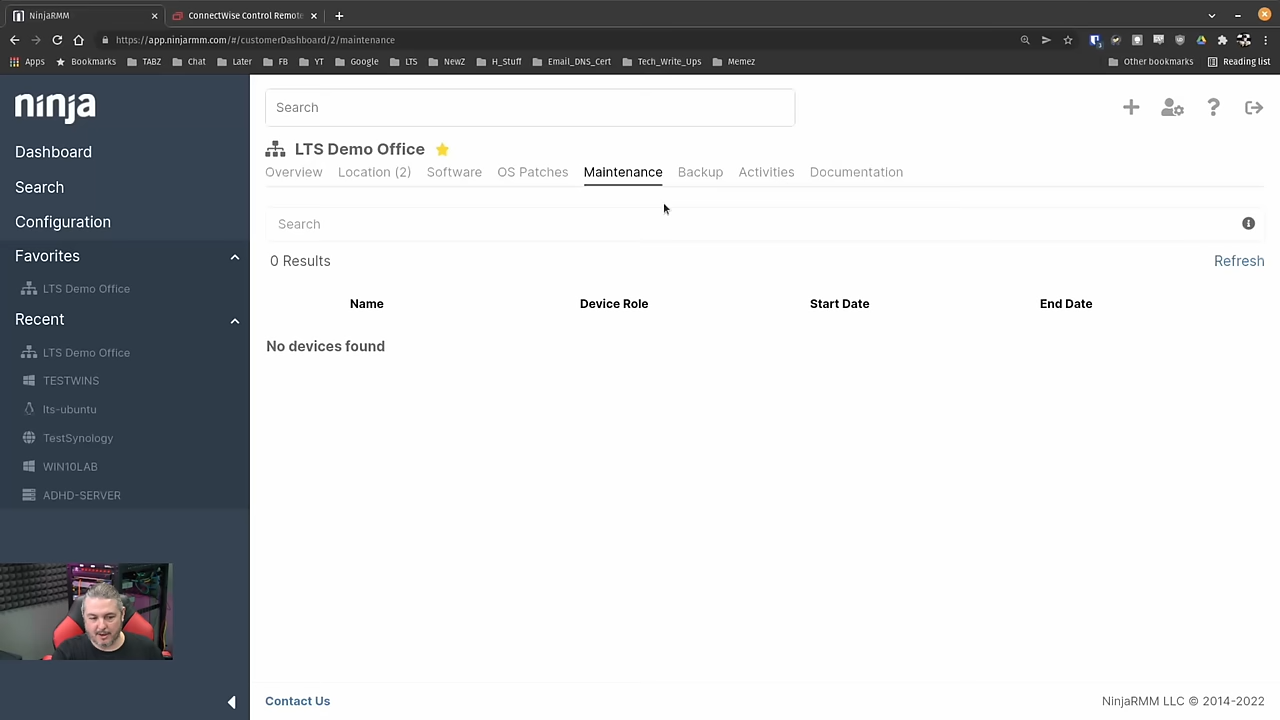 NinjaRMM
ConnectWise Control Remote
https://app.ninjarmm.com/#/customerDashboard/2/maintenance
Apps
Bookmarks
TABZ
Chat
Later
FB
YT
Google
LTS
NewZ
H_Stuff
Email_DNS_Cert
Tech_Write_Ups
Memez
Other bookmarks
Reading list
ninja
Dashboard
Search
Configuration
Favorites
LTS Demo Office
Recent
LTS Demo Office
TESTWINS
lts-ubuntu
TestSynology
WIN10LAB
ADHD-SERVER
Search
LTS Demo Office
Overview Location (2) Software OS Patches Maintenance Backup Activities Documentation
Search
0 Results
Refresh
Name Device Role Start Date End Date
No devices found
Contact Us
NinjaRMM LLC © 2014-2022